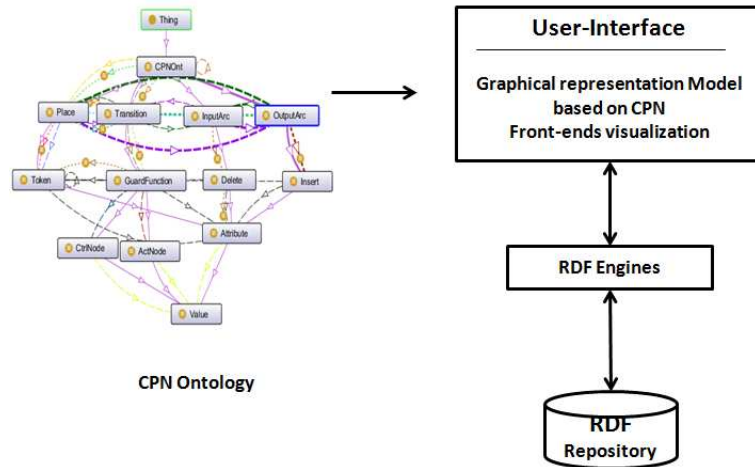 Thing
CPNOnt
Place
Transition
InputArc
OutputArc
Token
GuardFunction
Delete
Insert
CtrlNode
ActNode
Attribute
Value
CPN Ontology
User-Interface
Graphical representation Model
based on CPN
Front-ends visualization
RDF Engines
RDF
Repository